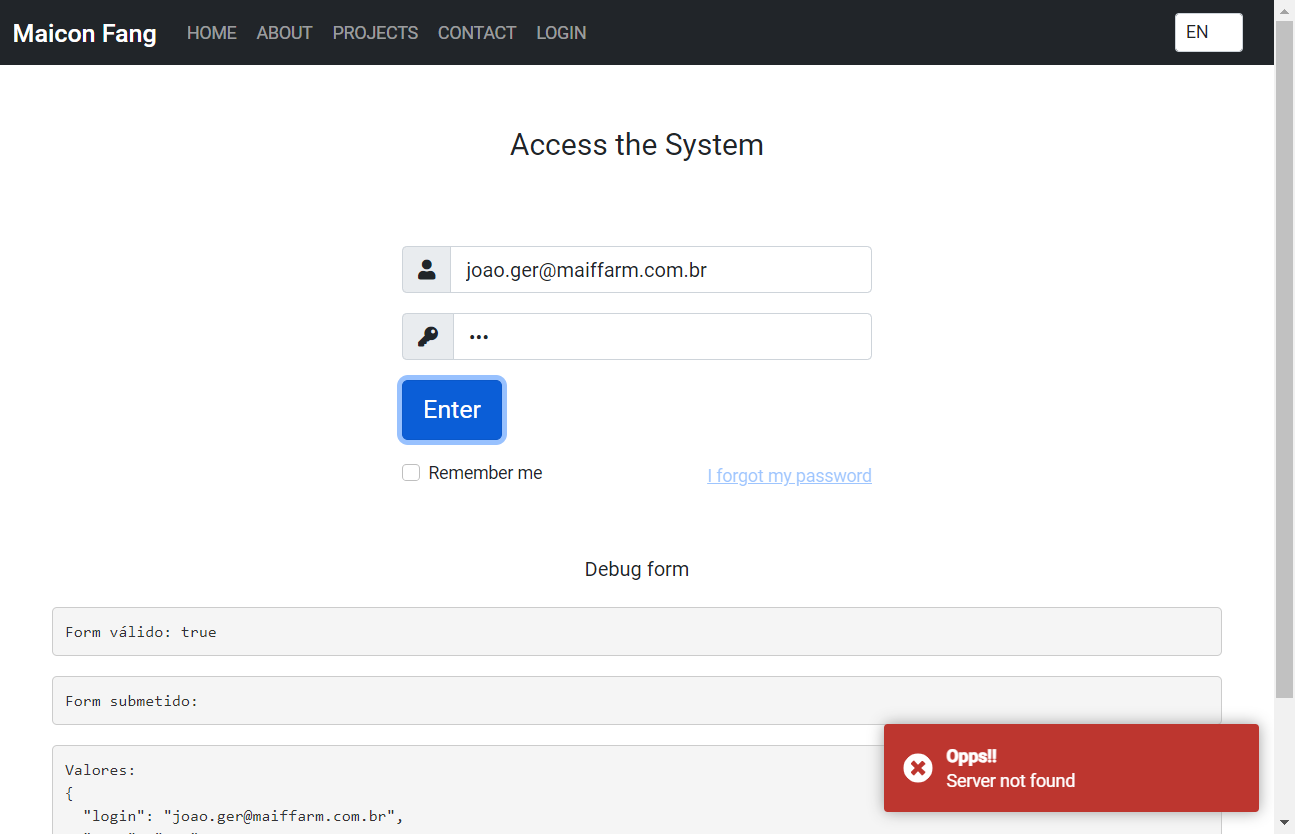 Maicon Fang HOME ABOUT PROJECTS CONTACT LOGIN EN
Access the System
joao.ger@maiffarm.com.br
•••
Enter
Remember me I forgot my password
Debug form
Form válido: true
Form submetido:
Valores:
{
"login": "joao.ger@maiffarm.com.br",
Opps!!
Server not found